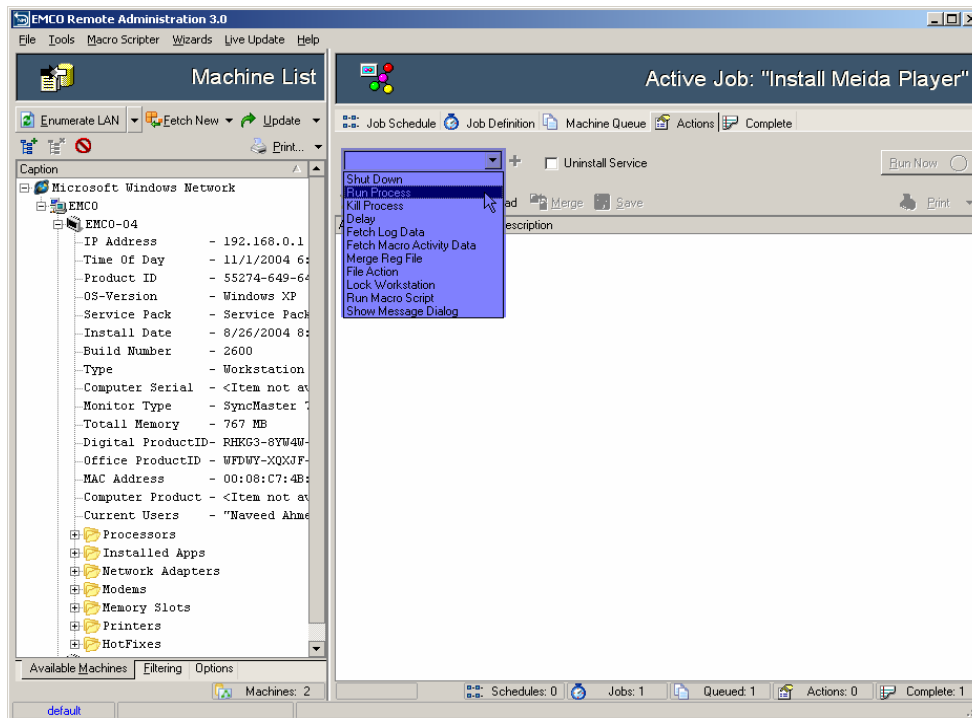 EMCO Remote Administration 3.0
File Tools Macro Scripter Wizards Live Update Help
Machine List
Active Job: "Install Meida Player"
Enumerate LAN Fetch New Update
Job Schedule Job Definition Machine Queue Actions Complete
Print...
Uninstall Service
Run Now
Caption
Merge Save
Print
Shut Down
Run Process
Kill Process
Delay
Fetch Log Data
Fetch Macro Activity Data
Merge Reg File
File Action
Lock Workstation
Run Macro Script
Show Message Dialog
Microsoft Windows Network
EMCO
EMCO-04
IP Address - 192.168.0.1
Time Of Day - 11/1/2004 6:
Product ID - 55274-649-64
OS-Version - Windows XP
Service Pack - Service Pack
Install Date - 8/26/2004 8:
Build Number - 2600
Type - Workstation
Computer Serial - <Item not av
Monitor Type - SyncMaster 7
Totall Memory - 767 MB
Digital ProductID- RHKG3-8YW4W-
Office ProductID - WFDWY-XQXJF-
MAC Address - 00:08:C7:4B:
Computer Product - <Item not av
Current Users - "Naveed Ahme
Processors
Installed Apps
Network Adapters
Modems
Memory Slots
Printers
HotFixes
Available Machines Filtering Options
Machines: 2
Schedules: 0 Jobs: 1 Queued: 1 Actions: 0 Complete: 1
default